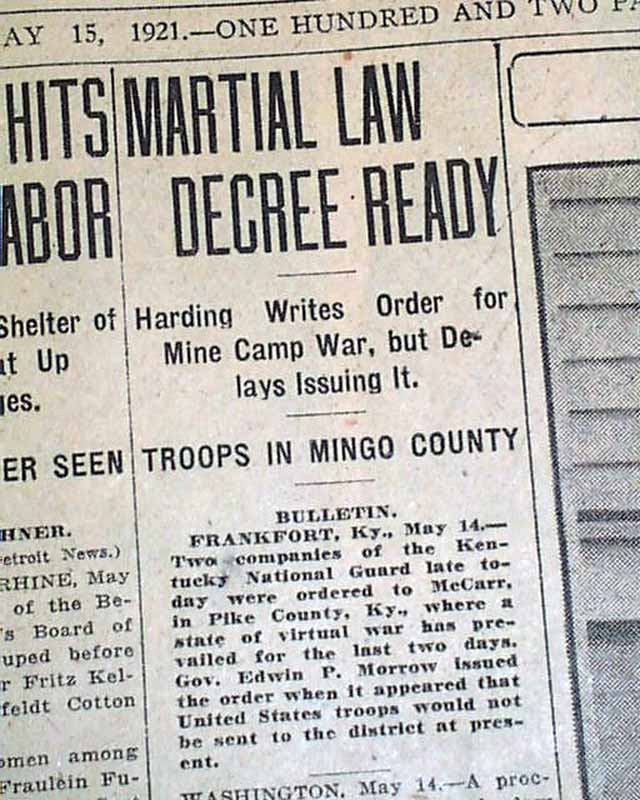 AY 15, 1921.—ONE HUNDRED AND TWO PA
HITS
ABOR
Shelter of
ut Up
ges.
ER SEEN
HNER.
etroit News.)
RHINE, May
of the Be-
's Board of
uped before
r Fritz Kel-
feldt Cotton
omen among
Fraulein Fu-
MARTIAL LAW
DECREE READY
Harding Writes Order for
Mine Camp War, but De-
lays Issuing It.
TROOPS IN MINGO COUNTY
BULLETIN.
FRANKFORT, Ky., May 14.—
Two companies of the Ken-
tucky National Guard late to-
day were ordered to McCarr,
in Pike County, Ky., where a
state of virtual war has pre-
vailed for the last two days.
Gov. Edwin P. Morrow issued
the order when it appeared that
United States troops would not
be sent to the district at pres-
ent.
WASHINGTON, May 14.—A proc-